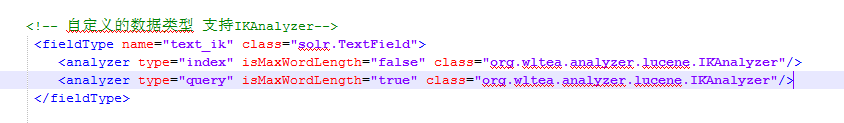 <!-- 自定义的数据类型 支持IKAnalyzer-->
<fieldType name="text_ik" class="solr.TextField">
<analyzer type="index" isMaxWordLength="false" class="org.wltea.analyzer.lucene.IKAnalyzer"/>
<analyzer type="query" isMaxWordLength="true" class="org.wltea.analyzer.lucene.IKAnalyzer"/>
</fieldType>